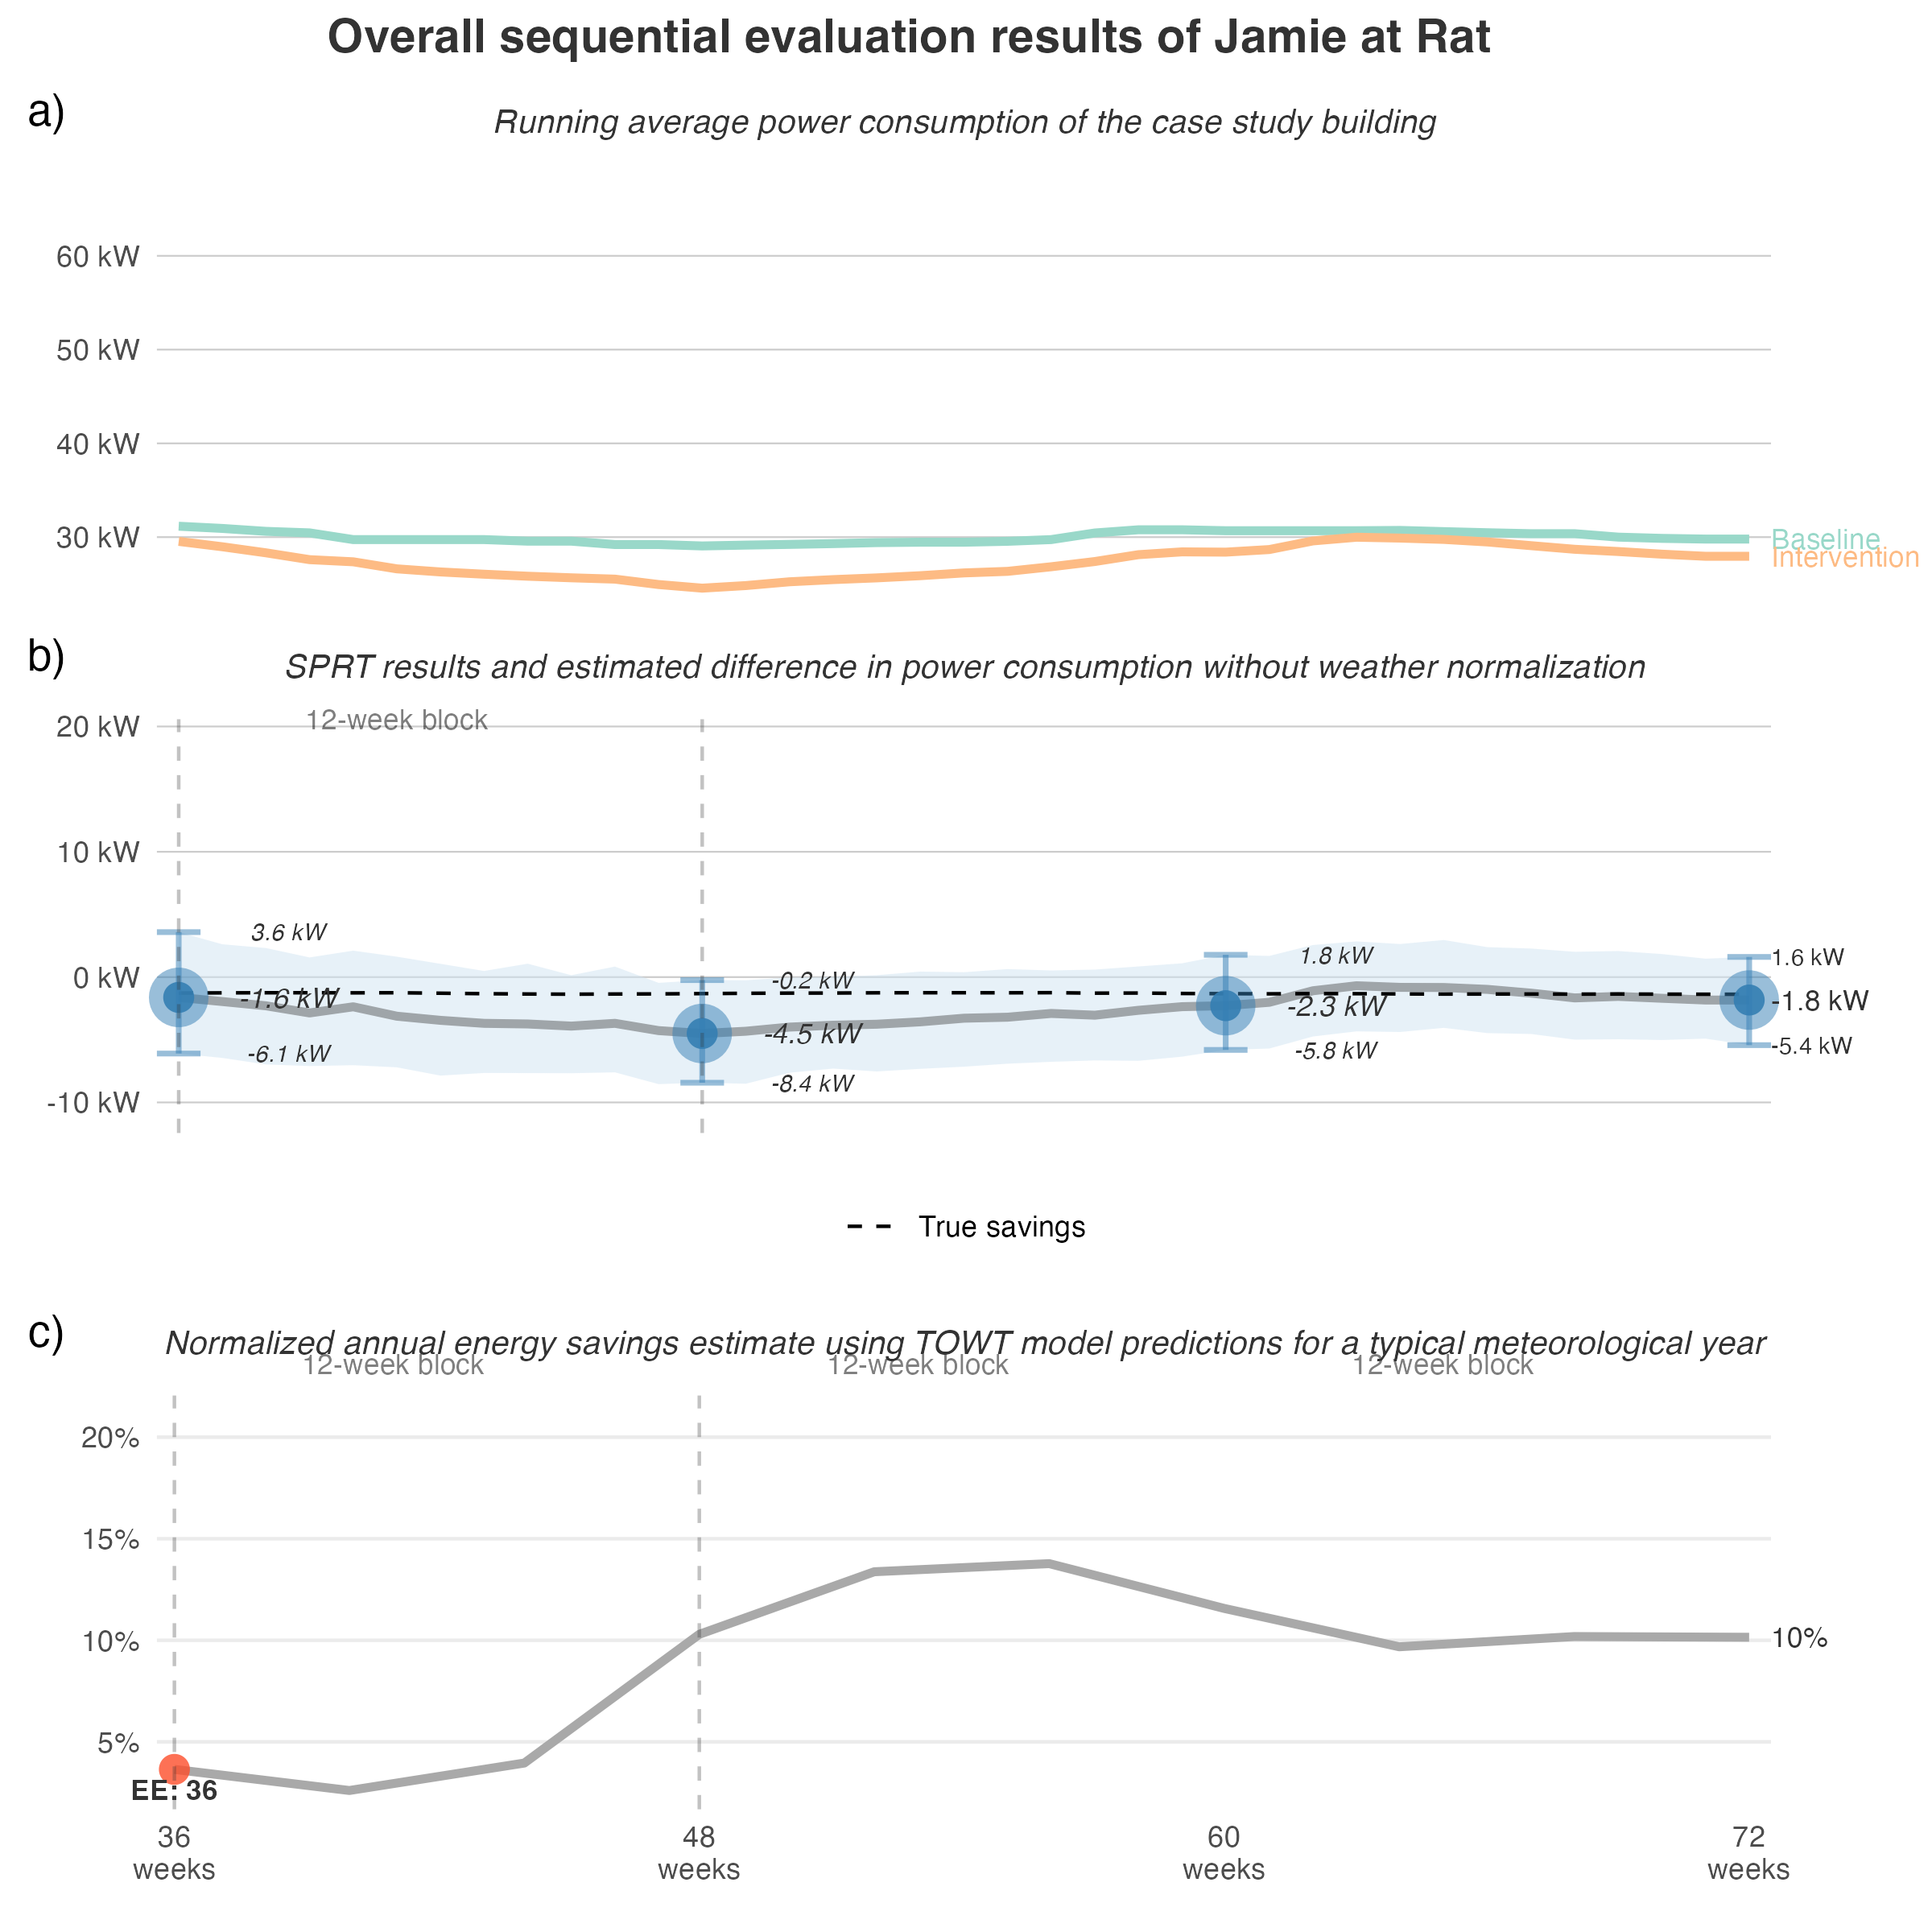 Overall sequential evaluation results of Jamie at Rat
a)
Running average power consumption of the case study building
60 kW
50 kW
40 kW
30 kW
Baseline
Intervention
b)
SPRT results and estimated difference in power consumption without weather normalization
12-week block
20 kW
10 kW
0 kW
-10 kW
3.6 kW
-1.6 kW
-6.1 kW
-0.2 kW
-4.5 kW
-8.4 kW
1.8 kW
-2.3 kW
-5.8 kW
1.6 kW
-1.8 kW
-5.4 kW
True savings
c)
Normalized annual energy savings estimate using TOWT model predictions for a typical meteorological year
12-week block
12-week block
12-week block
20%
15%
10%
5%
10%
EE: 36
36
weeks
48
weeks
60
weeks
72
weeks